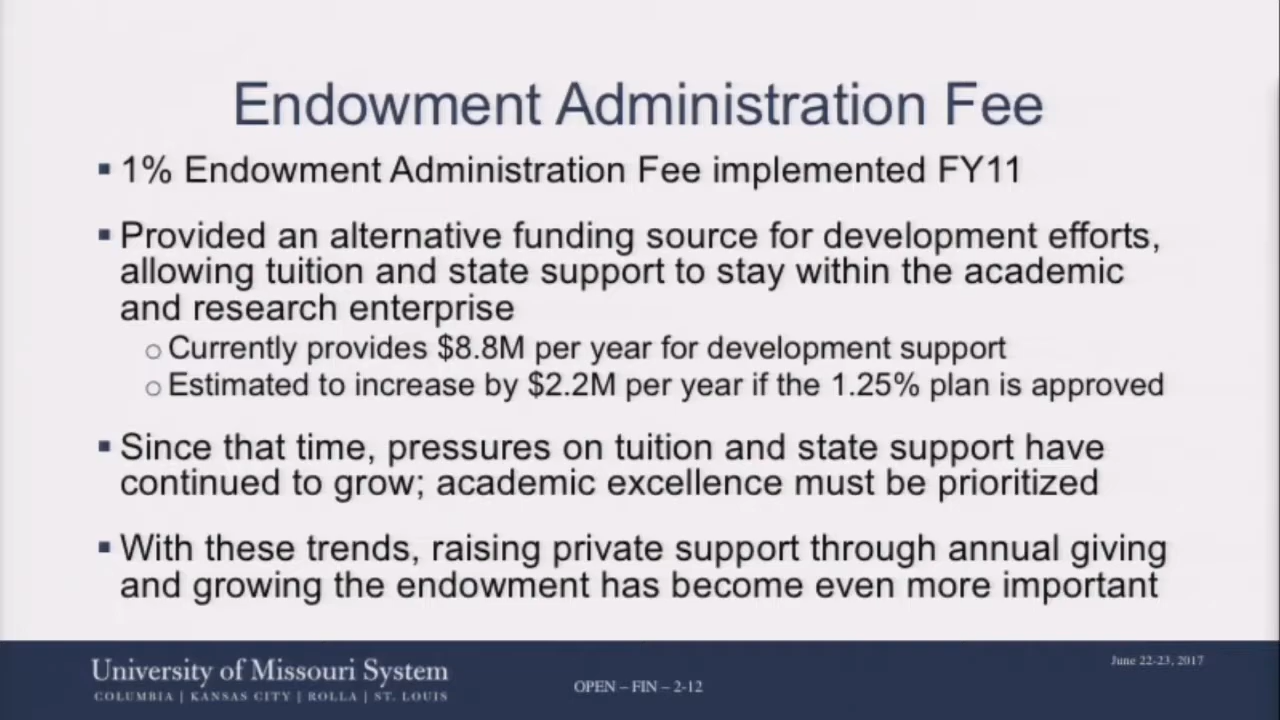 Endowment Administration Fee
▪ 1% Endowment Administration Fee implemented FY11
▪ Provided an alternative funding source for development efforts,
allowing tuition and state support to stay within the academic
and research enterprise
o Currently provides $8.8M per year for development support
o Estimated to increase by $2.2M per year if the 1.25% plan is approved
▪ Since that time, pressures on tuition and state support have
continued to grow; academic excellence must be prioritized
▪ With these trends, raising private support through annual giving
and growing the endowment has become even more important
University of Missouri System
COLUMBIA | KANSAS CITY | ROLLA | ST. LOUIS
OPEN – FIN – 2-12
June 22-23, 2017